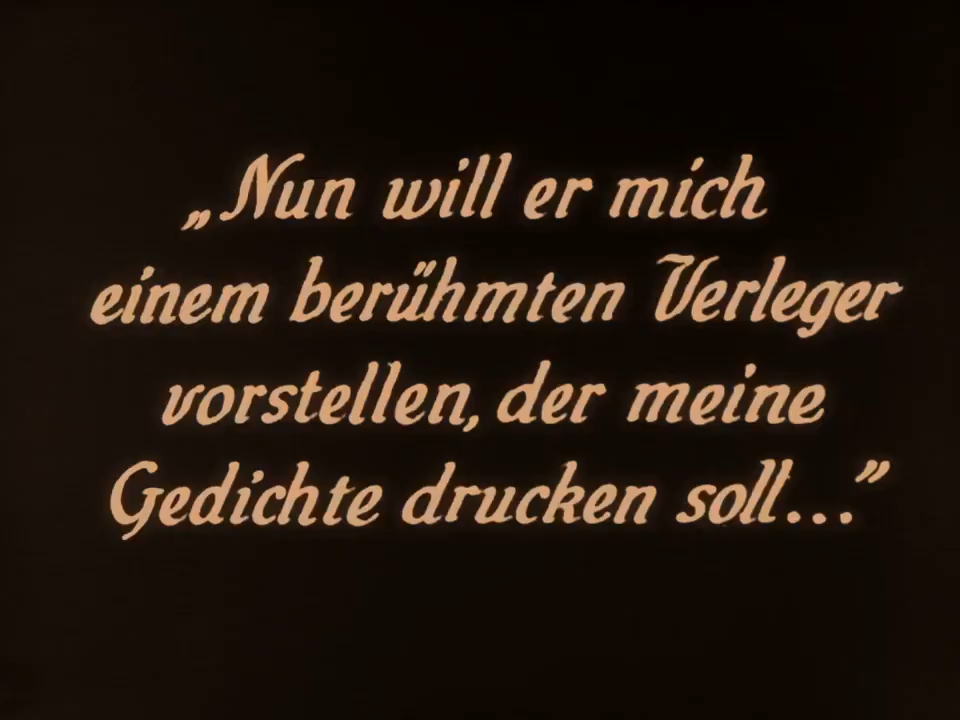 „Nun will er mich
einem berühmten Verleger
vorstellen, der meine
Gedichte drucken soll...”